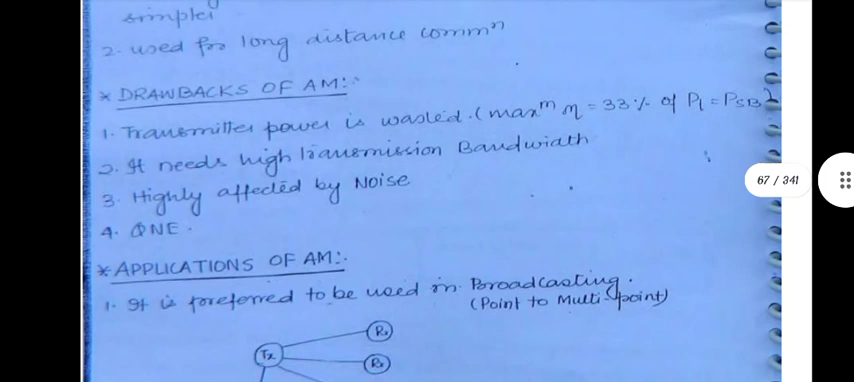 simpler
2. used for long distance commⁿ
* DRAWBACKS OF AM:-
1. Transmitter power is wasted. (maxᵐ η = 33% of Pₜ = P_SB)
2. It needs high transmission Bandwidth
3. Highly affected by Noise
4. QNE.
* APPLICATIONS OF AM:-
1. It is preferred to be used in Broadcasting.
(Point to Multi-point)
Tx
Rx
Rx
67 / 341